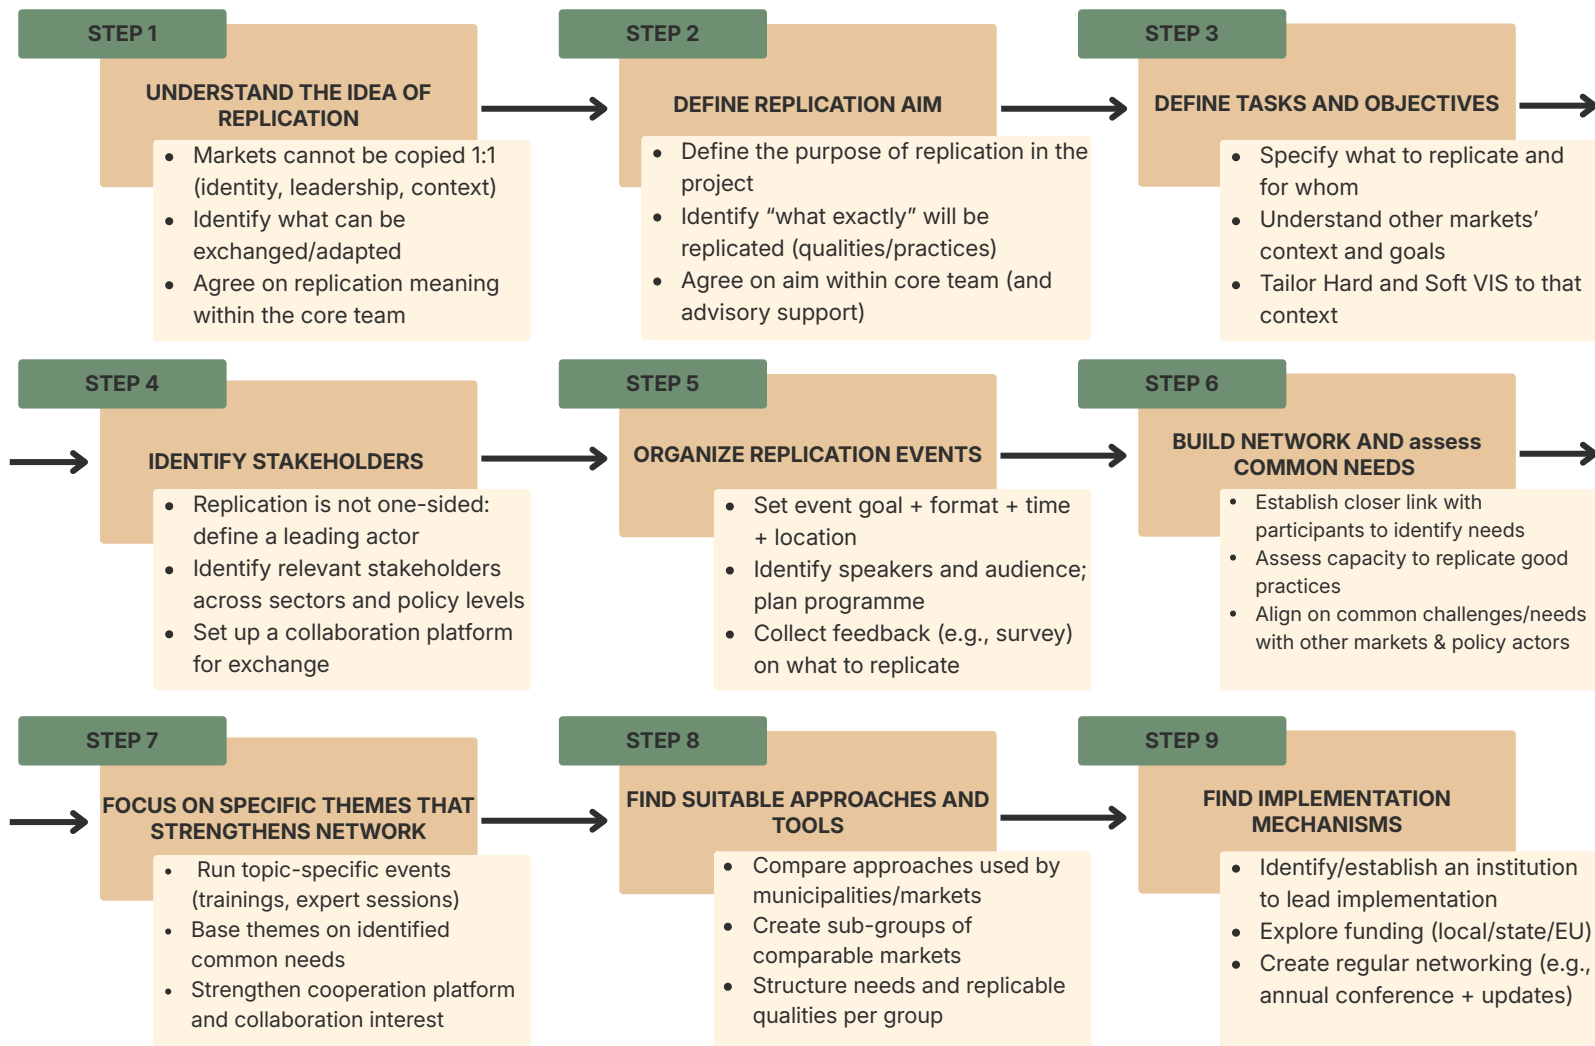 STEP 1
UNDERSTAND THE IDEA OF
REPLICATION
• Markets cannot be copied 1:1
(identity, leadership, context)
• Identify what can be
exchanged/adapted
• Agree on replication meaning
within the core team
STEP 2
DEFINE REPLICATION AIM
• Define the purpose of replication in the
project
• Identify “what exactly” will be
replicated (qualities/practices)
• Agree on aim within core team (and
advisory support)
STEP 3
DEFINE TASKS AND OBJECTIVES
• Specify what to replicate and
for whom
• Understand other markets’
context and goals
• Tailor Hard and Soft VIS to that
context
STEP 4
IDENTIFY STAKEHOLDERS
• Replication is not one-sided:
define a leading actor
• Identify relevant stakeholders
across sectors and policy levels
• Set up a collaboration platform
for exchange
STEP 5
ORGANIZE REPLICATION EVENTS
• Set event goal + format + time
+ location
• Identify speakers and audience;
plan programme
• Collect feedback (e.g., survey)
on what to replicate
STEP 6
BUILD NETWORK AND assess
COMMON NEEDS
• Establish closer link with
participants to identify needs
• Assess capacity to replicate good
practices
• Align on common challenges/needs
with other markets & policy actors
STEP 7
FOCUS ON SPECIFIC THEMES THAT
STRENGTHENS NETWORK
• Run topic-specific events
(trainings, expert sessions)
• Base themes on identified
common needs
• Strengthen cooperation platform
and collaboration interest
STEP 8
FIND SUITABLE APPROACHES AND
TOOLS
• Compare approaches used by
municipalities/markets
• Create sub-groups of
comparable markets
• Structure needs and replicable
qualities per group
STEP 9
FIND IMPLEMENTATION
MECHANISMS
• Identify/establish an institution
to lead implementation
• Explore funding (local/state/EU)
• Create regular networking (e.g.,
annual conference + updates)